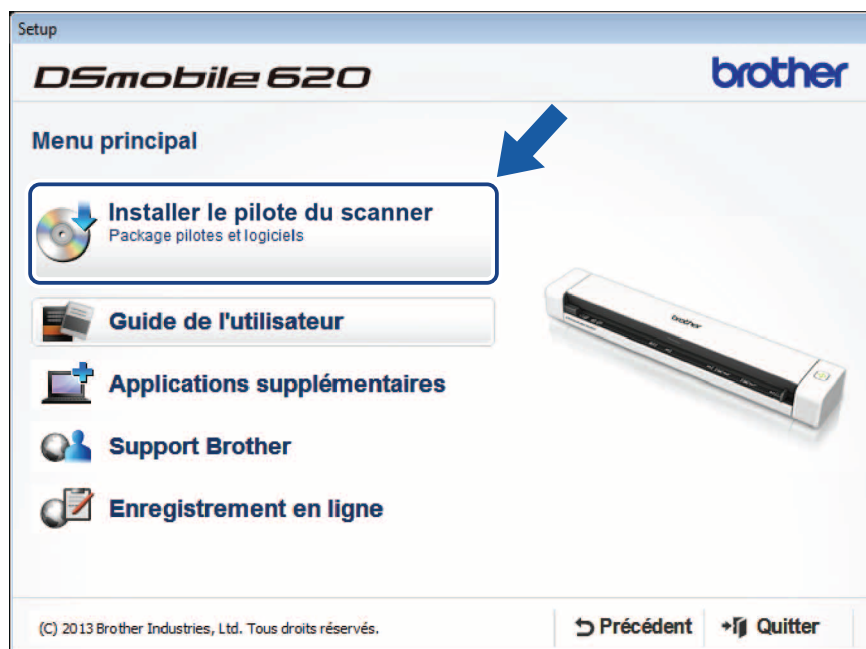 Setup
DSmobile 620
brother
Menu principal
Installer le pilote du scanner
Package pilotes et logiciels
brother
Guide de l'utilisateur
Applications supplémentaires
Support Brother
Enregistrement en ligne
(C) 2013 Brother Industries, Ltd. Tous droits réservés.
Précédent
Quitter